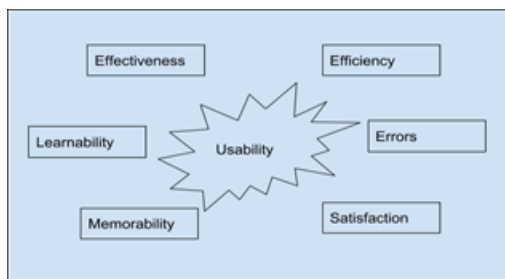 Effectiveness
Efficiency
Learnability
Usability
Errors
Memorability
Satisfaction